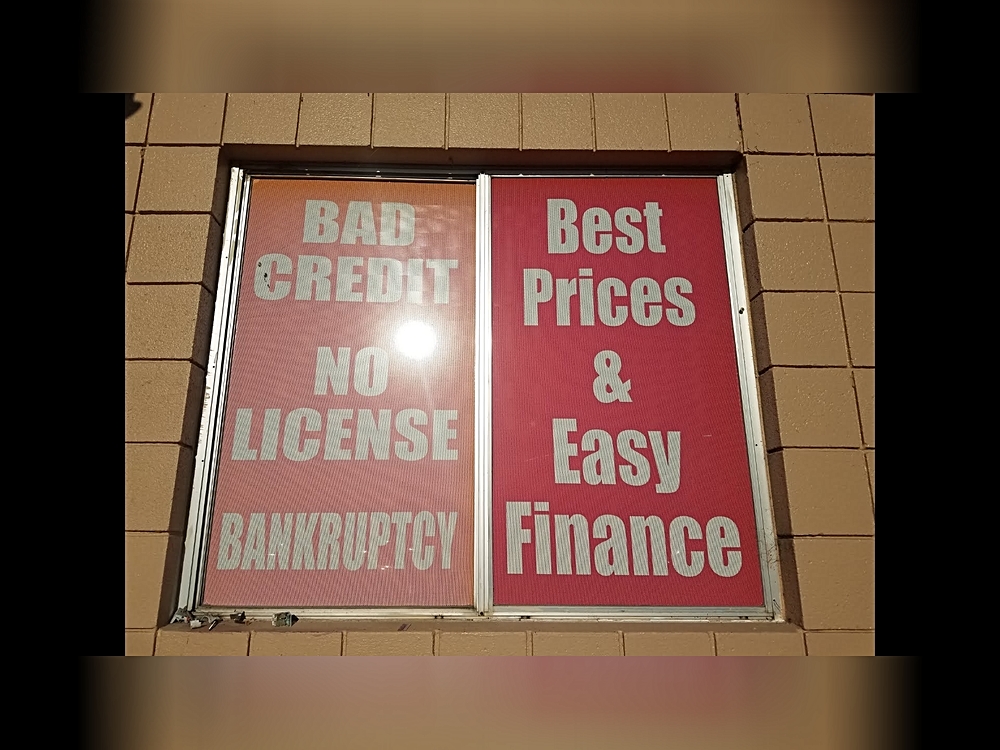 BAD
CREDIT
NO
LICENSE
BANKRUPTCY
Best
Prices
&
Easy
Finance